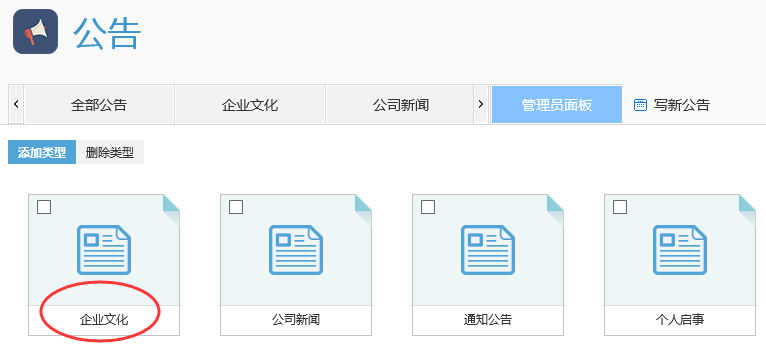 公告
全部公告 企业文化 公司新闻 管理员面板 写新公告
添加类型 删除类型
企业文化 公司新闻 通知公告 个人启事